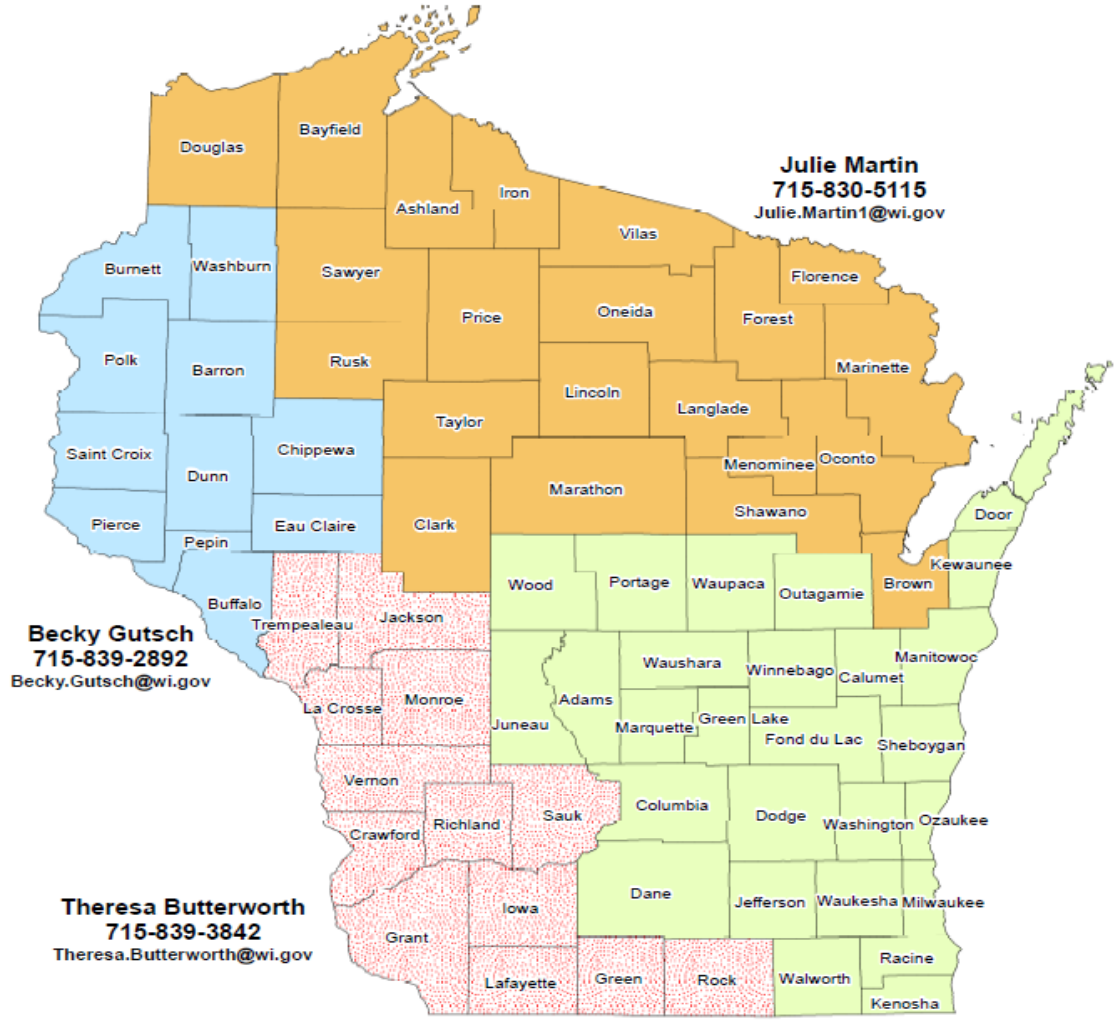 Bayfield
Douglas
Julie Martin
715-830-5115
Julie.Martin1@wi.gov
Iron
Ashland
Vilas
Burnett
Washburn
Sawyer
Florence
Price
Oneida
Forest
Polk
Barron
Rusk
Marinette
Lincoln
Langlade
Taylor
Saint Croix
Chippewa
Dunn
Menominee
Oconto
Marathon
Shawano
Pierce
Eau Claire
Clark
Door
Pepin
Kewaunee
Wood
Portage
Waupaca
Outagamie
Brown
Buffalo
Trempealeau
Jackson
Becky Gutsch
715-839-2892
Becky.Gutsch@wi.gov
Waushara
Winnebago
Calumet
Manitowoc
La Crosse
Monroe
Adams
Juneau
Marquette
Green Lake
Fond du Lac
Sheboygan
Vernon
Columbia
Sauk
Dodge
Richland
Crawford
Washington
Ozaukee
Dane
Jefferson
Waukesha
Milwaukee
Theresa Butterworth
715-839-3842
Theresa.Butterworth@wi.gov
Iowa
Grant
Racine
Lafayette
Green
Rock
Walworth
Kenosha